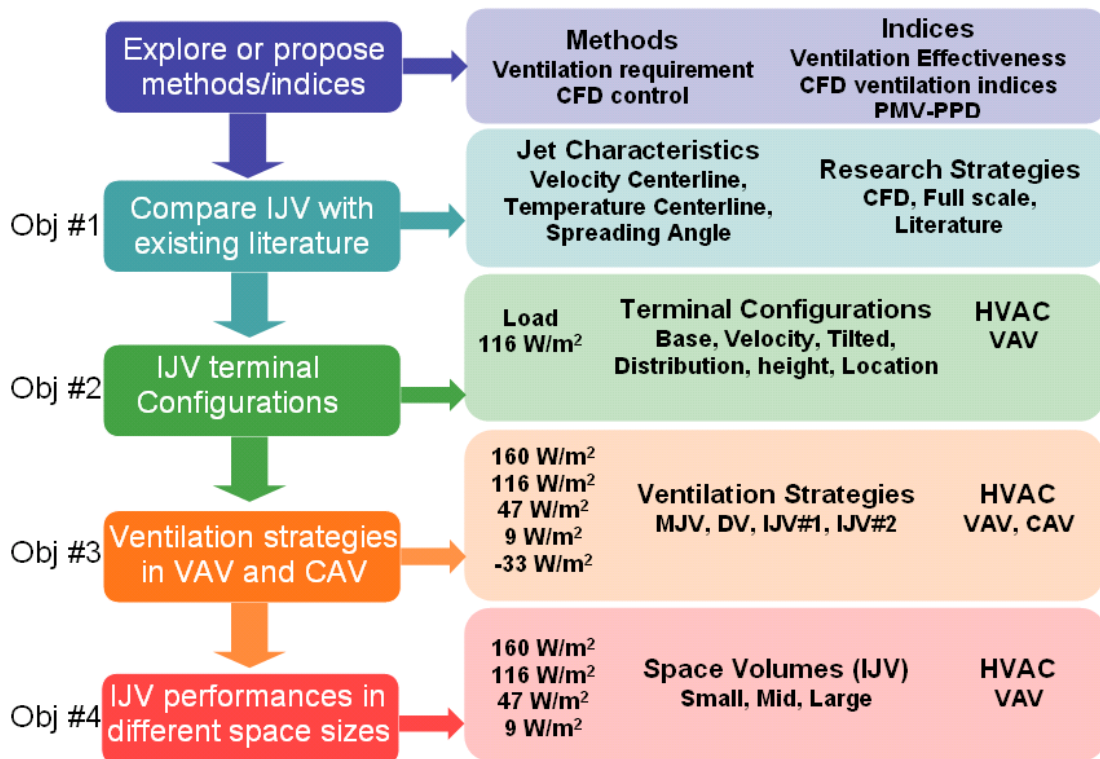 Explore or propose
methods/indices
Methods
Ventilation requirement
CFD control
Indices
Ventilation Effectiveness
CFD ventilation indices
PMV-PPD
Obj #1
Compare IJV with
existing literature
Jet Characteristics
Velocity Centerline,
Temperature Centerline,
Spreading Angle
Research Strategies
CFD, Full scale,
Literature
Obj #2
IJV terminal
Configurations
Load
116 W/m²
Terminal Configurations
Base, Velocity, Tilted,
Distribution, height, Location
HVAC
VAV
Obj #3
Ventilation strategies
in VAV and CAV
160 W/m²
116 W/m²
47 W/m²
9 W/m²
-33 W/m²
Ventilation Strategies
MJV, DV, IJV#1, IJV#2
HVAC
VAV, CAV
Obj #4
IJV performances in
different space sizes
160 W/m²
116 W/m²
47 W/m²
9 W/m²
Space Volumes (IJV)
Small, Mid, Large
HVAC
VAV